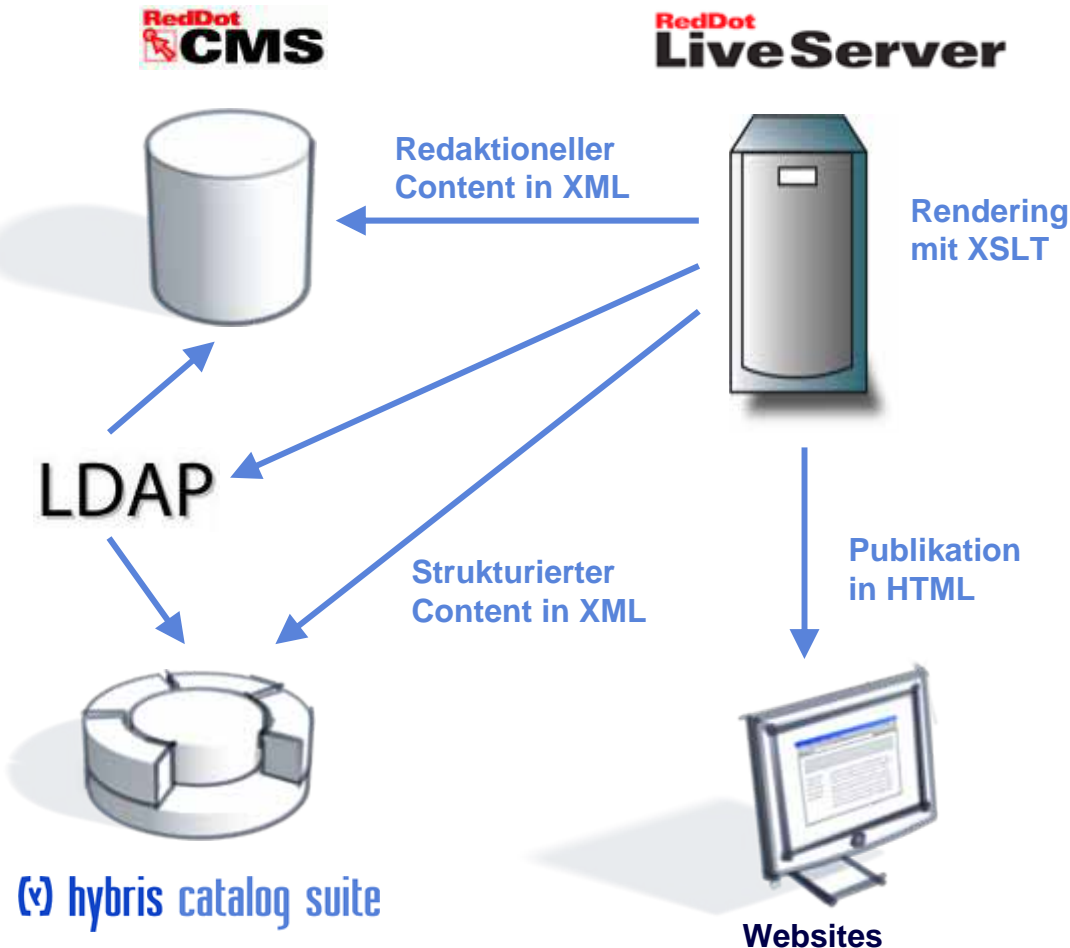 RedDot
CMS
RedDot
LiveServer
Redaktioneller
Content in XML
Rendering
mit XSLT
LDAP
Strukturierter
Content in XML
Publikation
in HTML
(y) hybris catalog suite
Websites